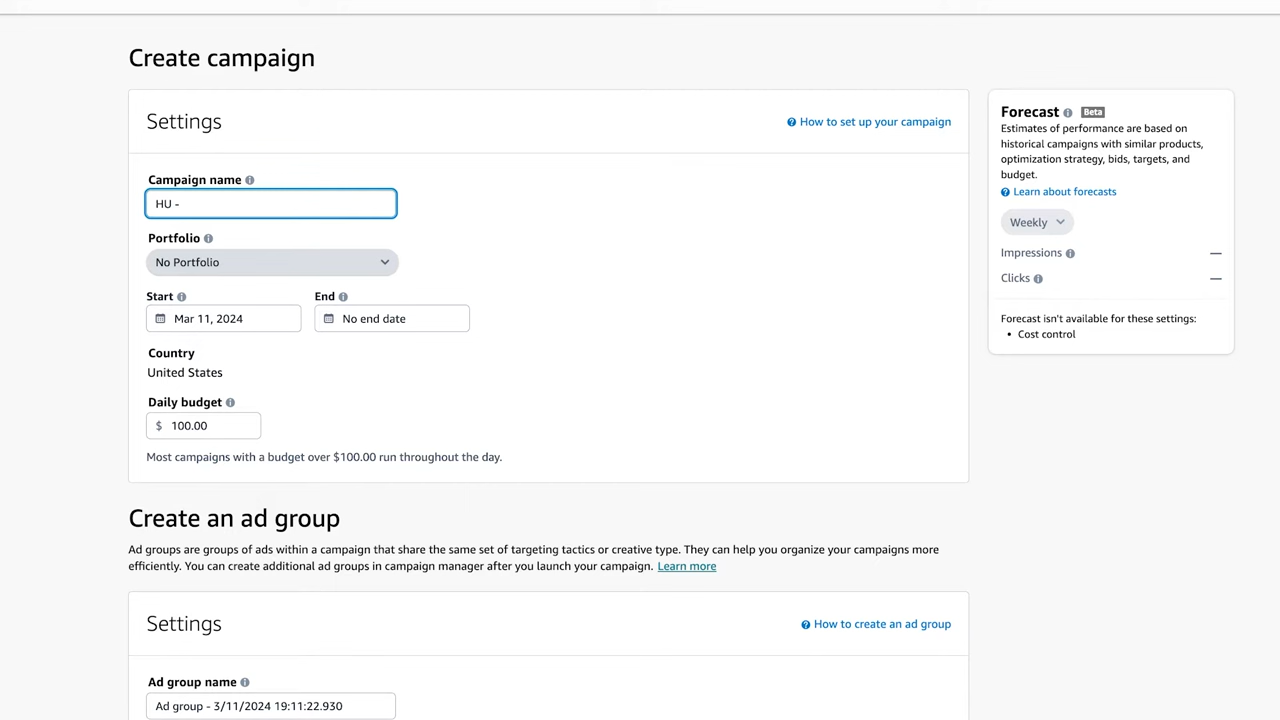 Create campaign
Settings
How to set up your campaign
Campaign name
HU -
Portfolio
No Portfolio
Start
End
Mar 11, 2024
No end date
Country
United States
Daily budget
$ 100.00
Most campaigns with a budget over $100.00 run throughout the day.
Forecast Beta
Estimates of performance are based on
historical campaigns with similar products,
optimization strategy, bids, targets, and
budget.
Learn about forecasts
Weekly
Impressions —
Clicks —
Forecast isn't available for these settings:
• Cost control
Create an ad group
Ad groups are groups of ads within a campaign that share the same set of targeting tactics or creative type. They can help you organize your campaigns more
efficiently. You can create additional ad groups in campaign manager after you launch your campaign. Learn more
Settings
How to create an ad group
Ad group name
Ad group - 3/11/2024 19:11:22.930